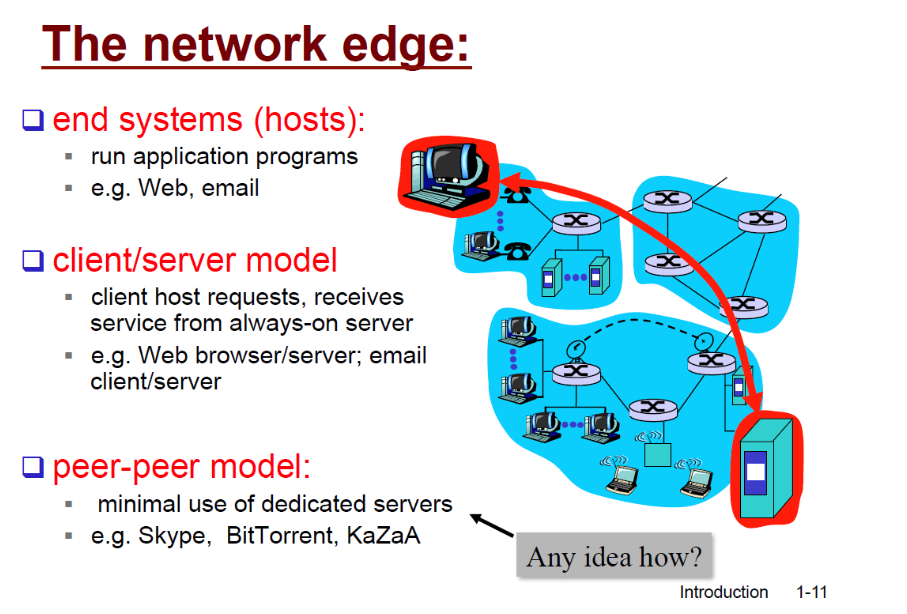 The network edge:
end systems (hosts):
run application programs
e.g. Web, email
client/server model
client host requests, receives
service from always-on server
e.g. Web browser/server; email
client/server
peer-peer model:
minimal use of dedicated servers
e.g. Skype, BitTorrent, KaZaA
Any idea how?
Introduction 1-11